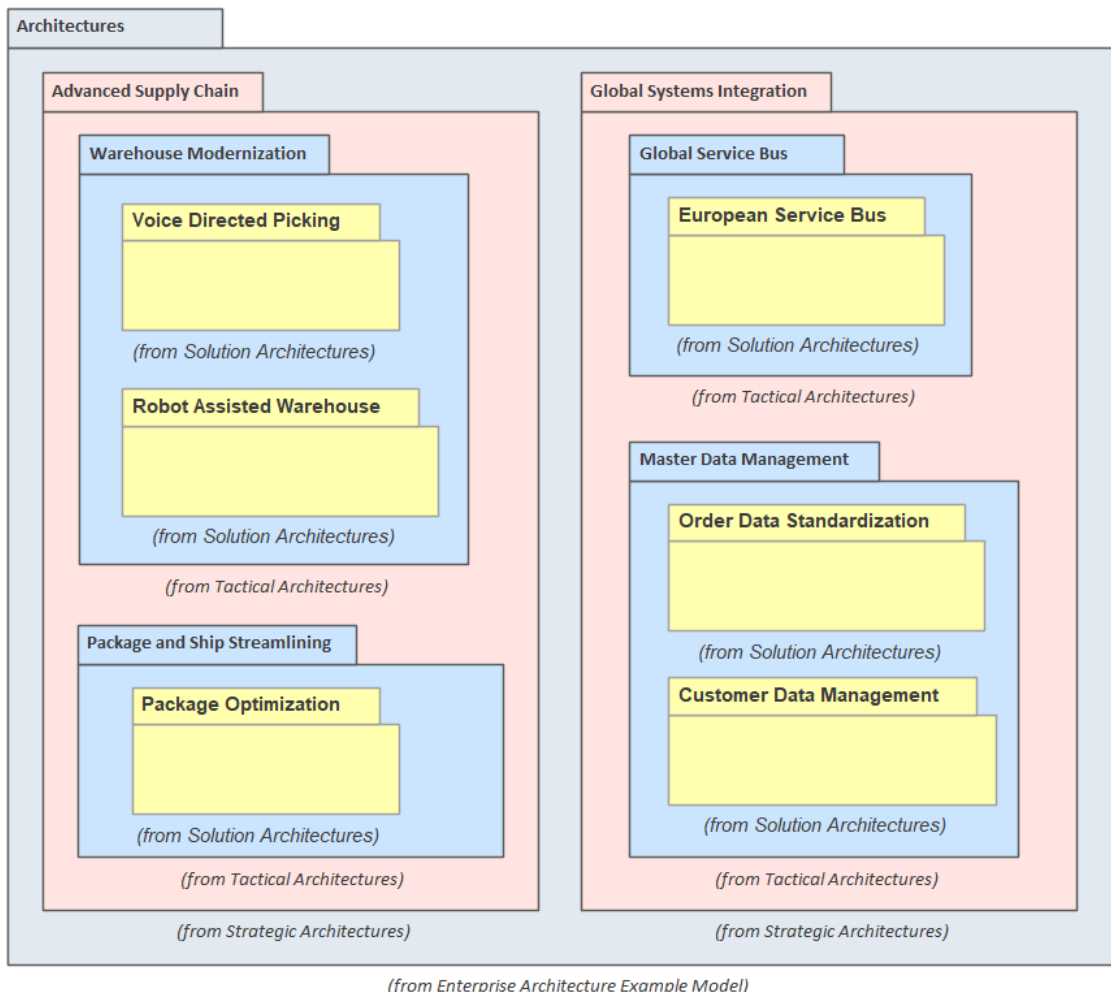 Architectures
Advanced Supply Chain
Warehouse Modernization
Voice Directed Picking
(from Solution Architectures)
Robot Assisted Warehouse
(from Solution Architectures)
(from Tactical Architectures)
Package and Ship Streamlining
Package Optimization
(from Solution Architectures)
(from Tactical Architectures)
(from Strategic Architectures)
Global Systems Integration
Global Service Bus
European Service Bus
(from Solution Architectures)
(from Tactical Architectures)
Master Data Management
Order Data Standardization
(from Solution Architectures)
Customer Data Management
(from Solution Architectures)
(from Tactical Architectures)
(from Strategic Architectures)
(from Enterprise Architecture Example Model)